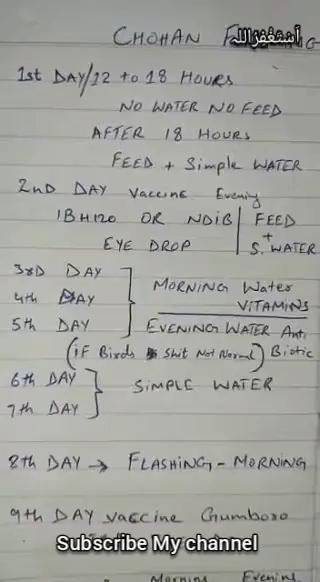 CHOHAN F
أَسْتَغْفِرُ اللّٰه
G
1st DAY/12 to 18 HOURS
NO WATER NO FEED
AFTER 18 HOURS
FEED + Simple WATER
2nd DAY Vaccine Evening
IBH120 OR NDIB FEED
+
EYE DROP S. WATER
3rd DAY
4th DAY MORNING Water
VITAMINS
5th DAY EVENING WATER Anti
(iF Birds Shit Not Normal) Biotic
6th DAY SIMPLE WATER
7th DAY
8th DAY → FLASHING - MORNING
9th DAY vaccine Gumboro
Subscribe My channel
Morning Evening